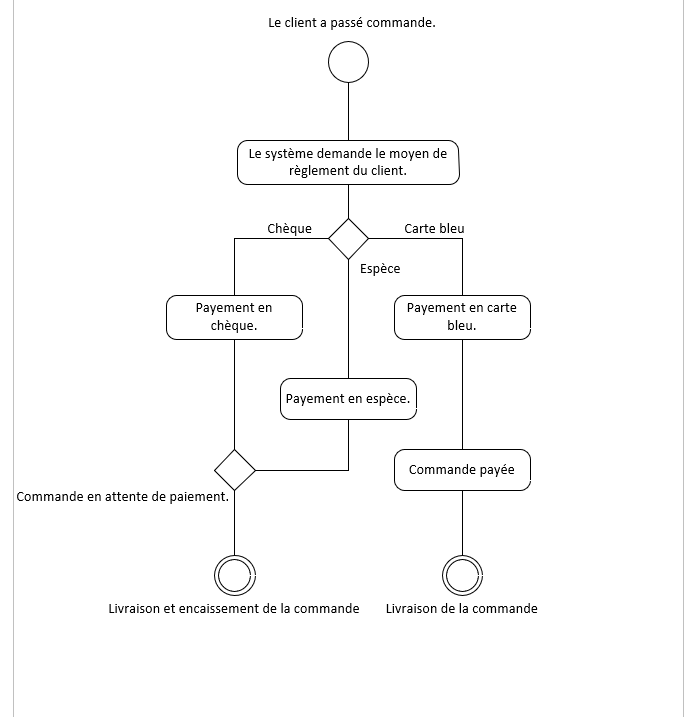 Le client a passé commande.
Le système demande le moyen de
règlement du client.
Chèque
Carte bleu
Espèce
Payement en
chèque.
Payement en carte
bleu.
Payement en espèce.
Commande payée
Commande en attente de paiement.
Livraison et encaissement de la commande
Livraison de la commande